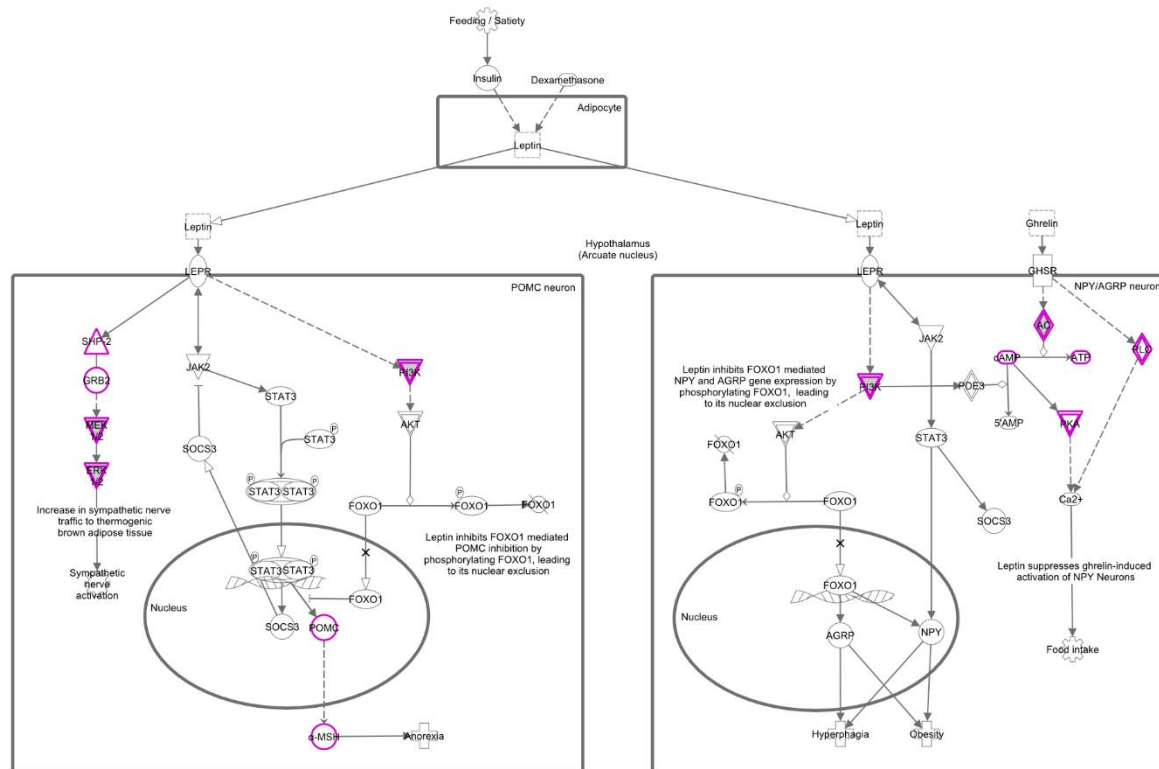 Feeding / Satiety
Insulin
Dexamethasone
Adipocyte
Leptin
Leptin
Leptin
Ghrelin
Hypothalamus
(Arcuate nucleus)
LEPR
POMC neuron
LEPR
GHSR
NPY/AGRP neuron
SHP-2
GRB2
MEK
1/2
ERK
1/2
Increase in sympathetic nerve
traffic to thermogenic
brown adipose tissue
Sympathetic
nerve
activation
JAK2
SOCS3
STAT3
STAT3
P
P
P
STAT3
STAT3
PI3K
AKT
FOXO1
P
FOXO1
FOXO1
Leptin inhibits FOXO1 mediated
POMC inhibition by
phosphorylating FOXO1, leading
to its nuclear exclusion
Nucleus
P
P
STAT3
STAT3
FOXO1
SOCS3
POMC
α-MSH
Anorexia
Leptin inhibits FOXO1 mediated
NPY and AGRP gene expression by
phosphorylating FOXO1, leading
to its nuclear exclusion
PI3K
JAK2
AC
PLC
cAMP
ATP
PDE3
5'AMP
PKA
AKT
FOXO1
P
FOXO1
FOXO1
STAT3
SOCS3
Ca2+
Leptin suppresses ghrelin-induced
activation of NPY Neurons
Food intake
Nucleus
FOXO1
AGRP
NPY
Hyperphagia
Obesity